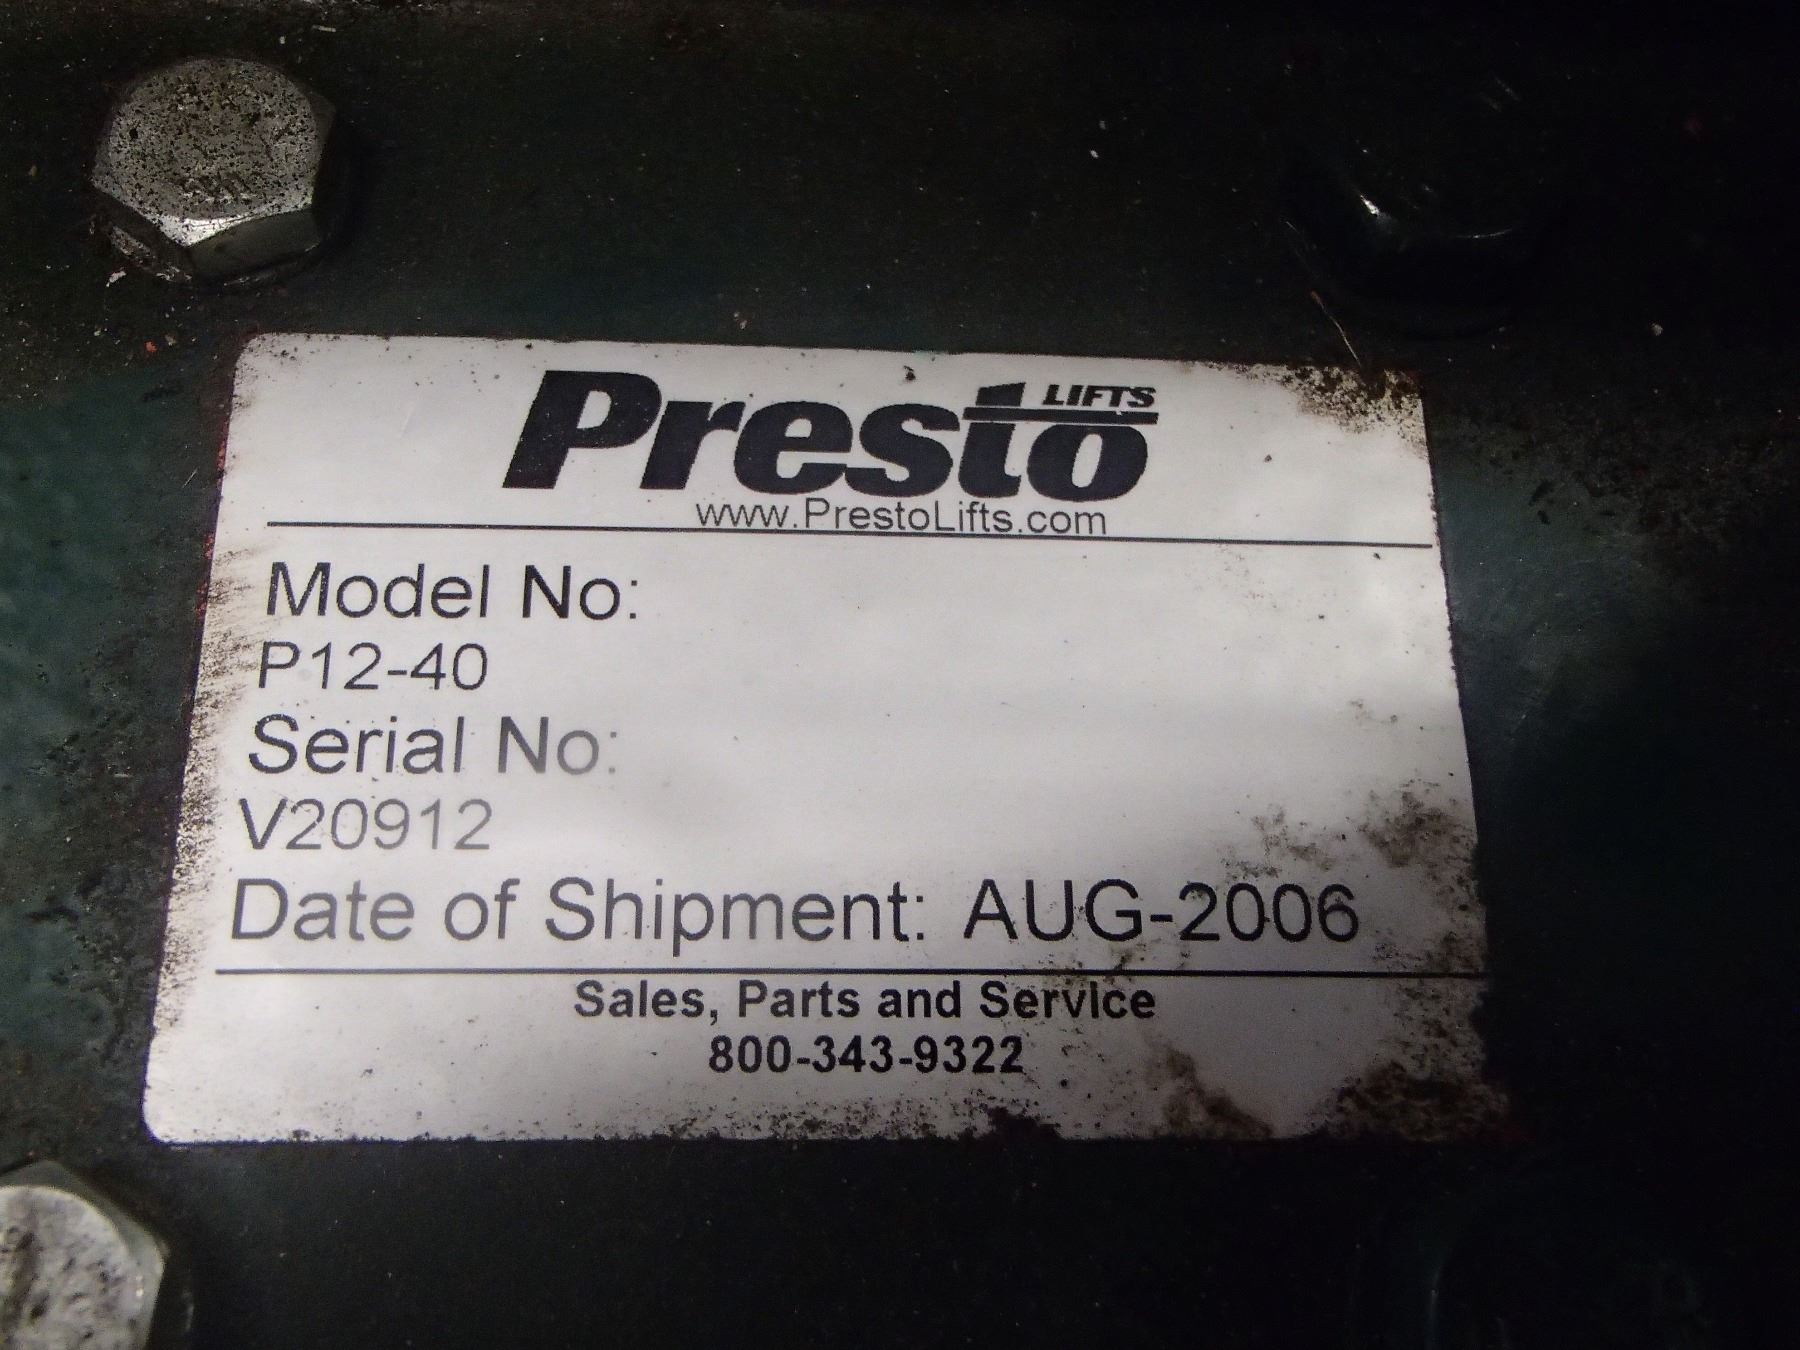 Presto LIFTS
www.PrestoLifts.com
Model No:
P12-40
Serial No:
V20912
Date of Shipment: AUG-2006
Sales, Parts and Service
800-343-9322